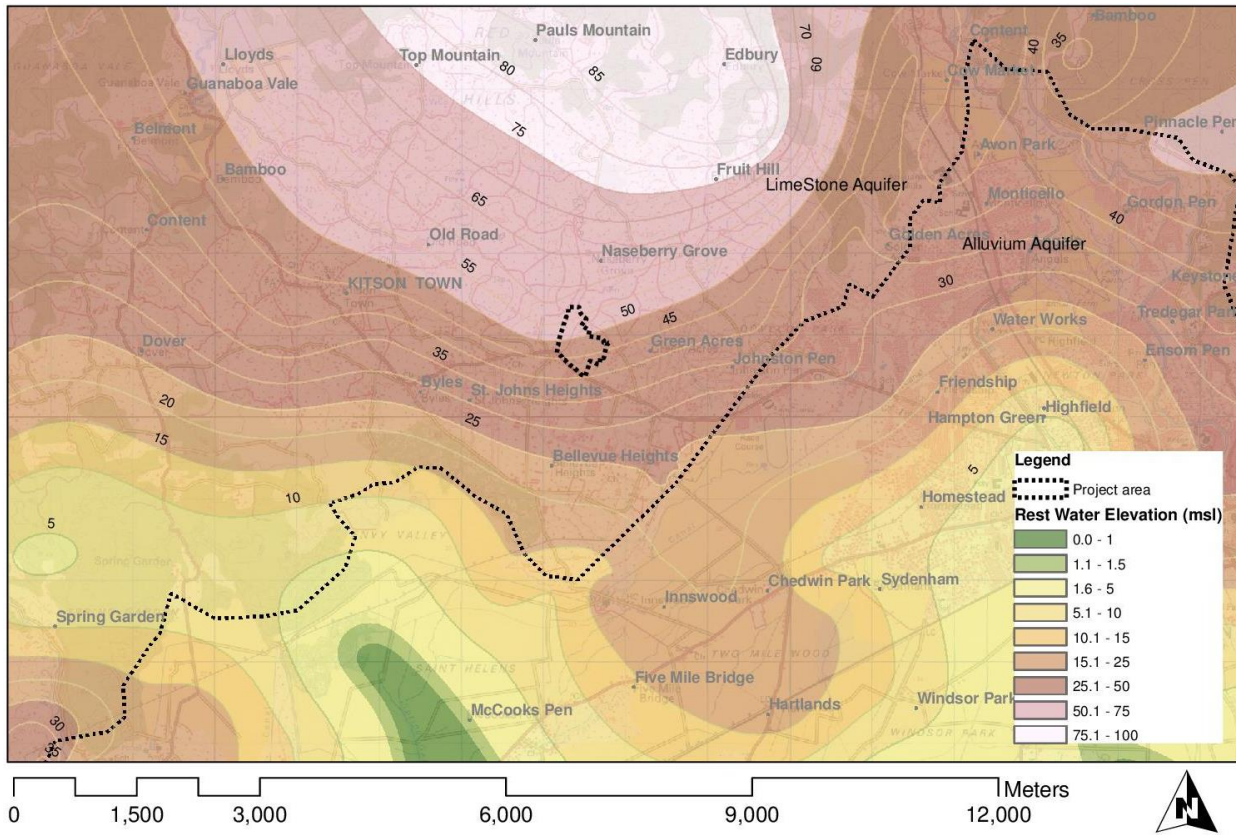 Pauls Mountain
Bamboo
Content
Lloyds
Top Mountain
Edbury
Cow Market
Guanaboa Vale
Belmont
Pinnacle Pen
Avon Park
Bamboo
Fruit Hill
LimeStone Aquifer
Monticello
Gordon Pen
Content
Old Road
Naseberry Grove
Golden Acres
Alluvium Aquifer
Keystone
KITSON TOWN
Tredegar Park
Water Works
Dover
Green Acres
Johnston Pen
Ensom Pen
Byles
St. Johns Heights
Friendship
Highfield
Hampton Green
Bellevue Heights
Homestead
Spring Garden
Innswood
Chedwin Park
Sydenham
TWO MILE WOOD
SAINT HELENS
Five Mile Bridge
McCooks Pen
Hartlands
Windsor Park
WINDSOR PARK
70
60
80
85
75
65
55
50
45
35
25
20
15
10
5
30
35
40
35
40
30
5
Legend
Project area
Rest Water Elevation (msl)
0.0 - 1
1.1 - 1.5
1.6 - 5
5.1 - 10
10.1 - 15
15.1 - 25
25.1 - 50
50.1 - 75
75.1 - 100
0 1,500 3,000 6,000 9,000 12,000
Meters
N